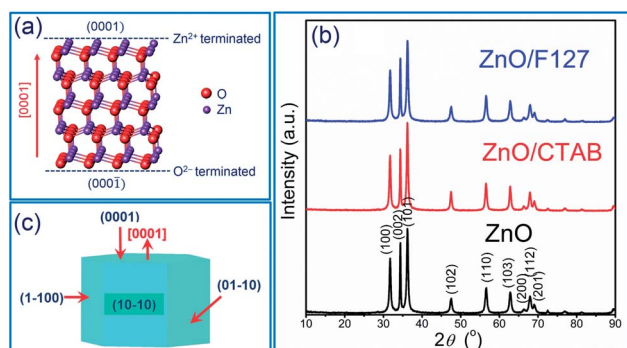 (a)
(0001)
Zn²⁺ terminated
[0001]
O
Zn
O²⁻ terminated
(0001̄)
(c)
(0001)
[0001]
(1-100)
(10-10)
(01-10)
(b)
ZnO/F127
ZnO/CTAB
ZnO
Intensity (a.u.)
(100)
(002)
(101)
(102)
(110)
(103)
(200)
(112)
(201)
10 20 30 40 50 60 70 80 90
2θ (°)